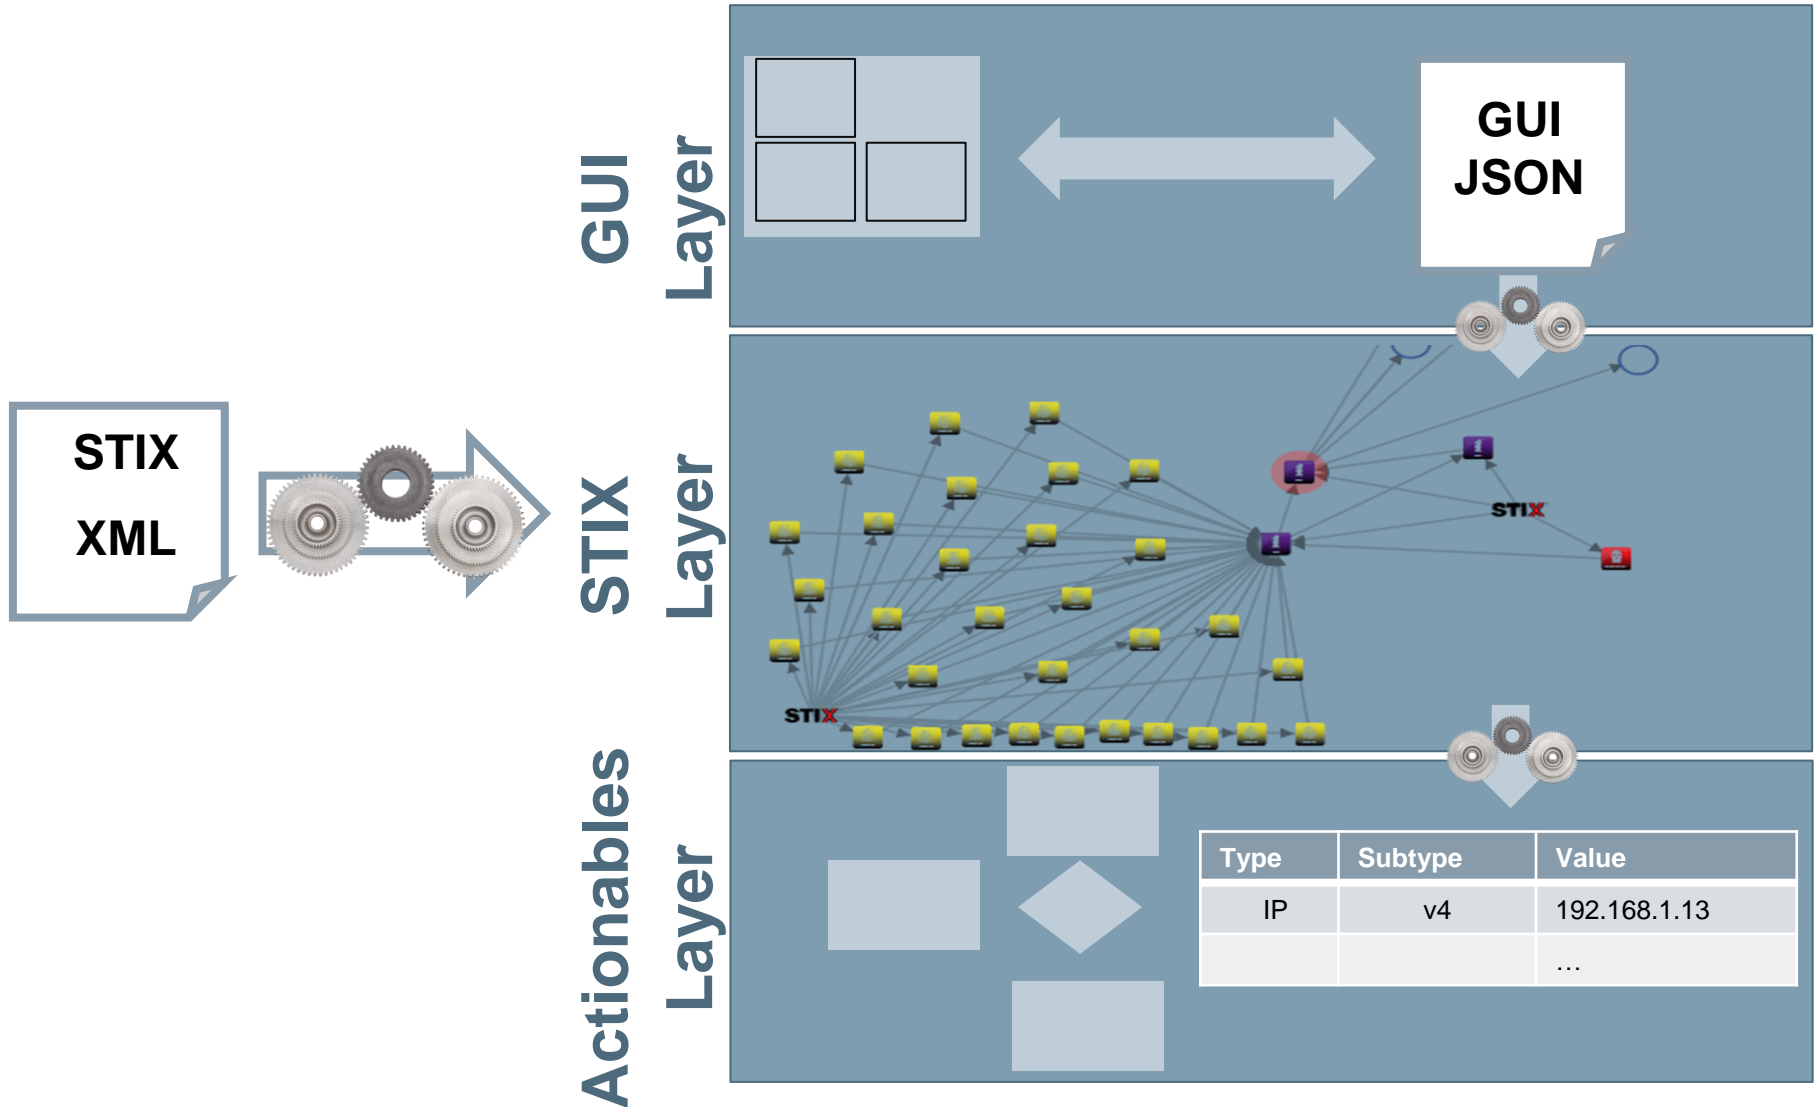 GUI
Layer
GUI
JSON
STIX
XML
STIX
Layer
STIX
STIX
Actionables
Layer
Type Subtype Value
IP v4 192.168.1.13
…